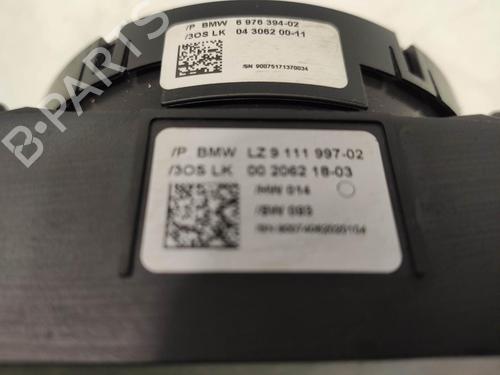 /P BMW 6 976 394-02
/3OS LK 04 3062 00-11
/SN 90075171370034
/P BMW LZ 9 111 997-02
/3OS LK 00 2062 18-03
/HW 014
/SW 093
B-PARTS